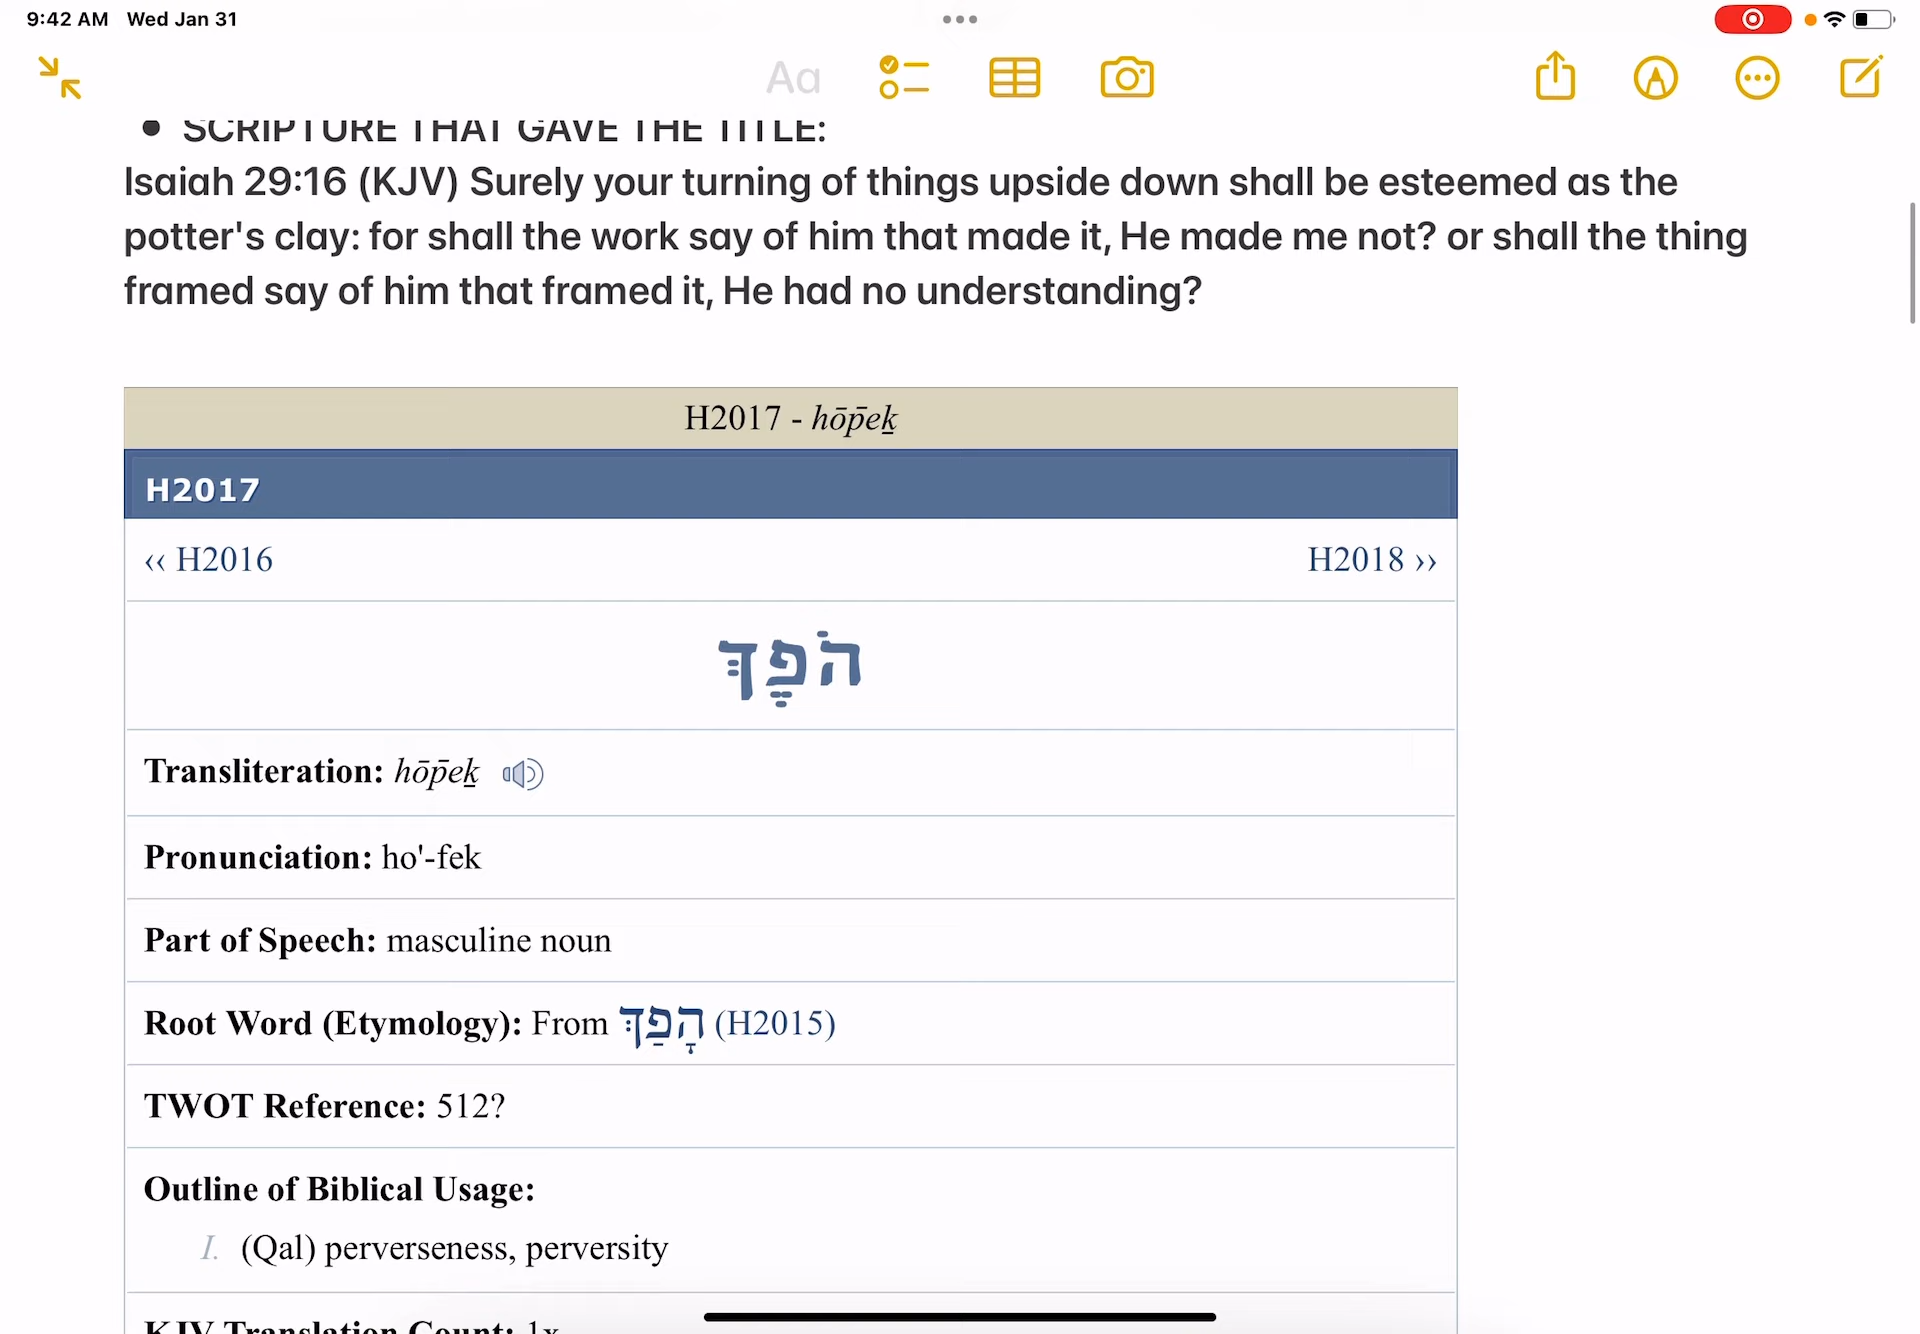 9:42 AM Wed Jan 31
Aa
• SCRIPTURE THAT GAVE THE TITLE:
Isaiah 29:16 (KJV) Surely your turning of things upside down shall be esteemed as the
potter's clay: for shall the work say of him that made it, He made me not? or shall the thing
framed say of him that framed it, He had no understanding?
H2017 - hōp̄eḵ
H2017
‹‹ H2016 H2018 ››
הֹפֶךְ
Transliteration: hōp̄eḵ
Pronunciation: ho'-fek
Part of Speech: masculine noun
Root Word (Etymology): From הָפַךְ (H2015)
TWOT Reference: 512?
Outline of Biblical Usage:
I. (Qal) perverseness, perversity
KJV Translation Count: 1x